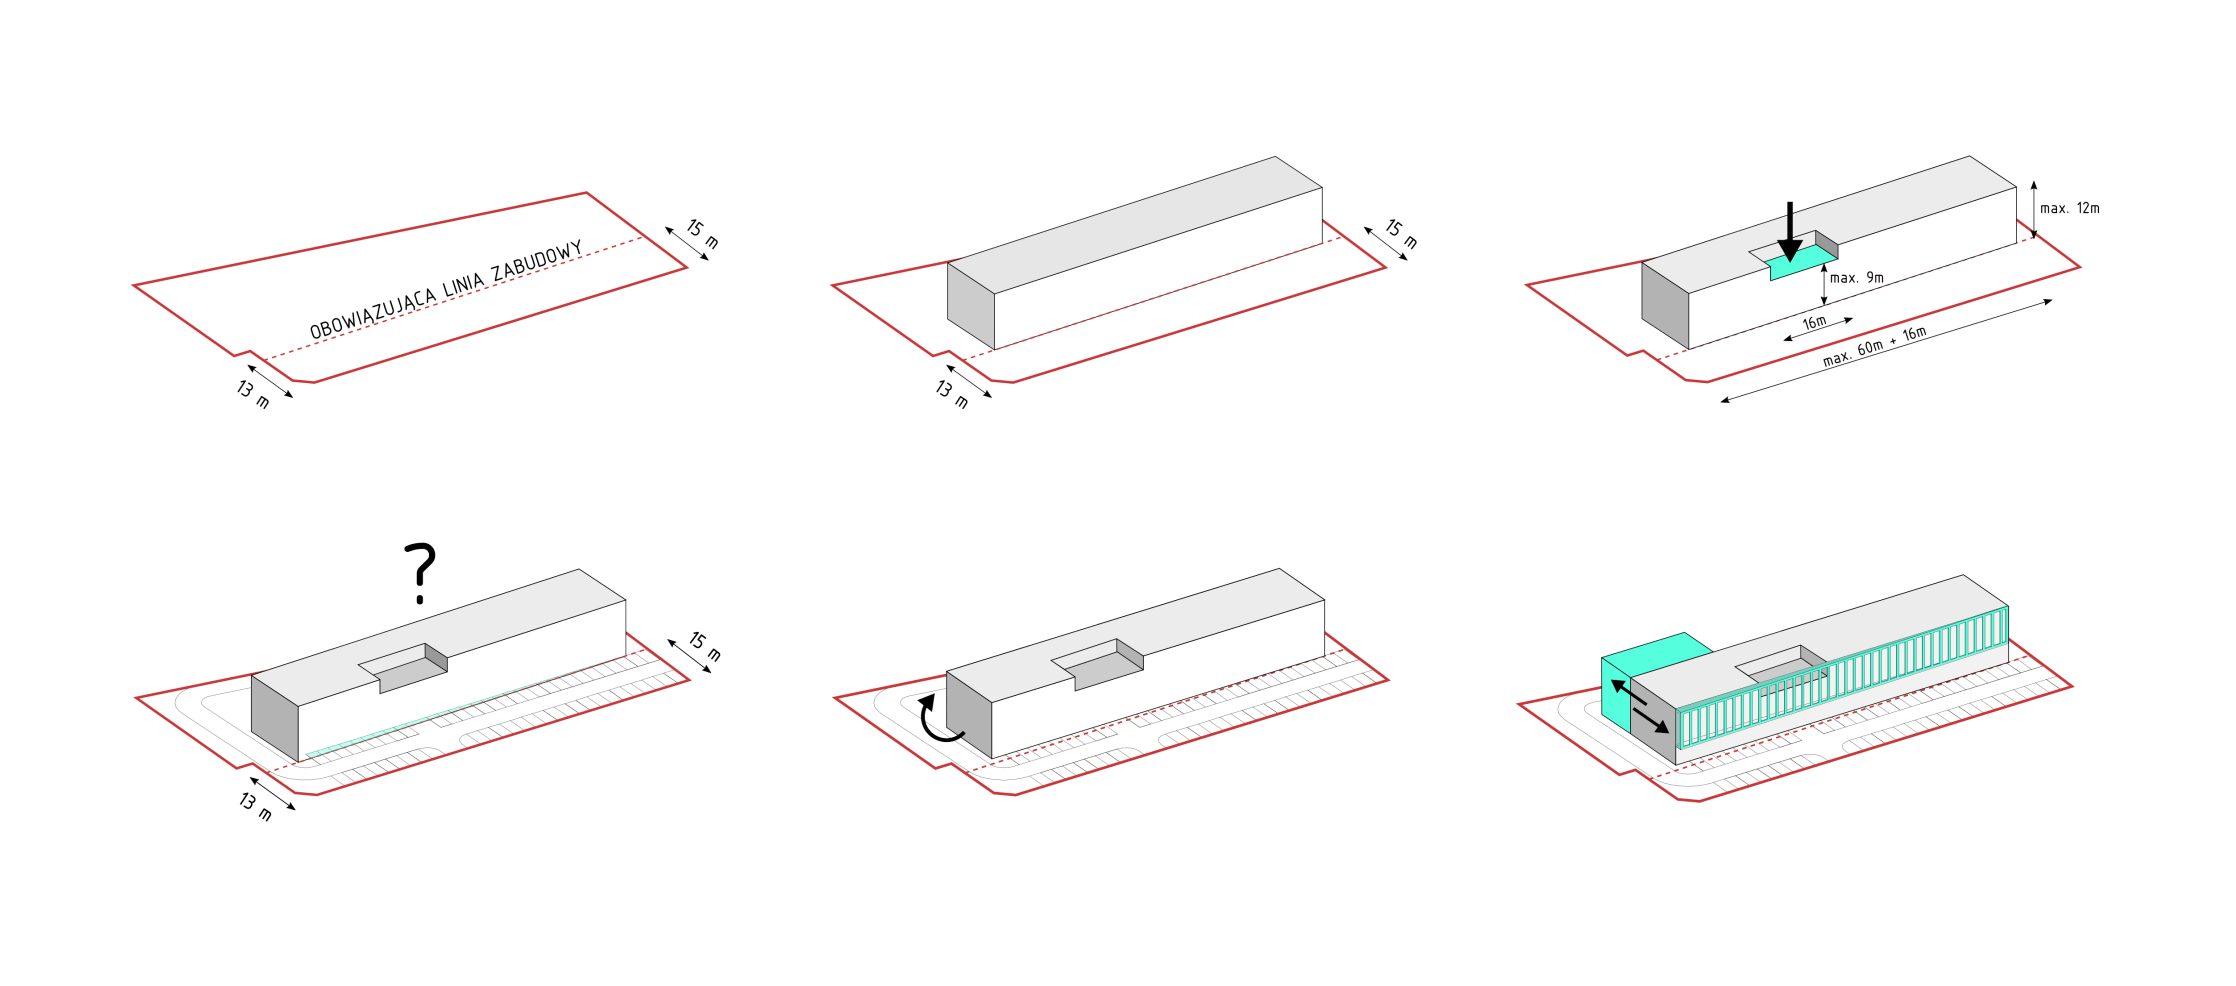 OBOWIĄZUJĄCA LINIA ZABUDOWY
15 m
13 m
15 m
13 m
max. 12m
max. 9m
16m
max. 60m + 16m
?
15 m
13 m